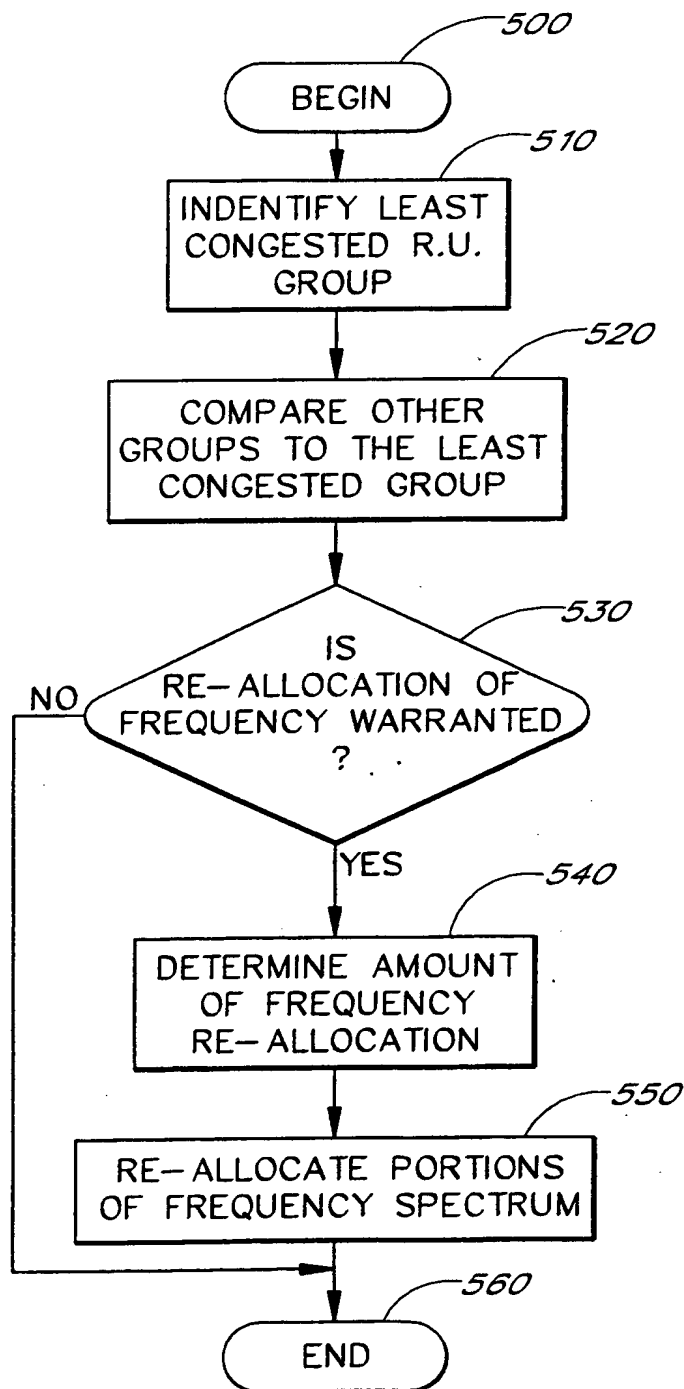 500
BEGIN
510
INDENTIFY LEAST
CONGESTED R.U.
GROUP
520
COMPARE OTHER
GROUPS TO THE LEAST
CONGESTED GROUP
530
IS
RE-ALLOCATION OF
FREQUENCY WARRANTED
?
NO
YES
540
DETERMINE AMOUNT
OF FREQUENCY
RE-ALLOCATION
550
RE-ALLOCATE PORTIONS
OF FREQUENCY SPECTRUM
560
END